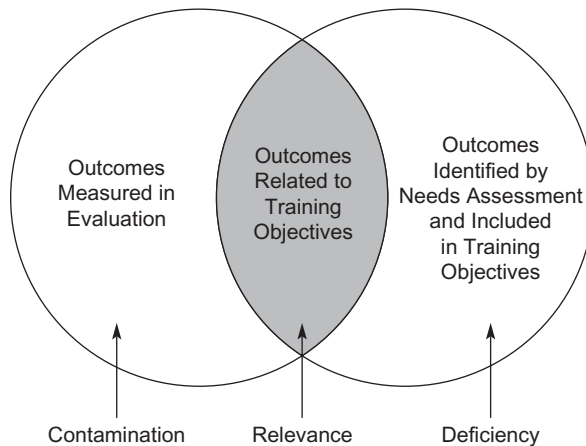 Outcomes
Measured in
Evaluation
Outcomes
Related to
Training
Objectives
Outcomes
Identified by
Needs Assessment
and Included
in Training
Objectives
Contamination
Relevance
Deficiency